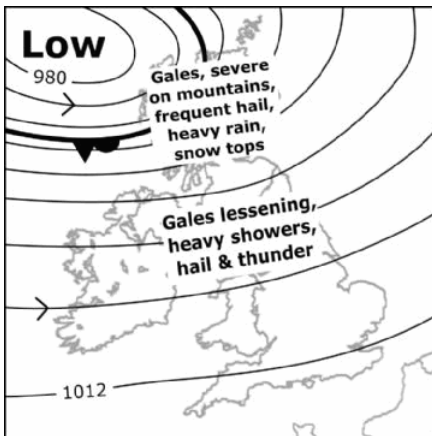 Low
980
Gales, severe
on mountains,
frequent hail,
heavy rain,
snow tops
Gales lessening,
heavy showers,
hail & thunder
1012